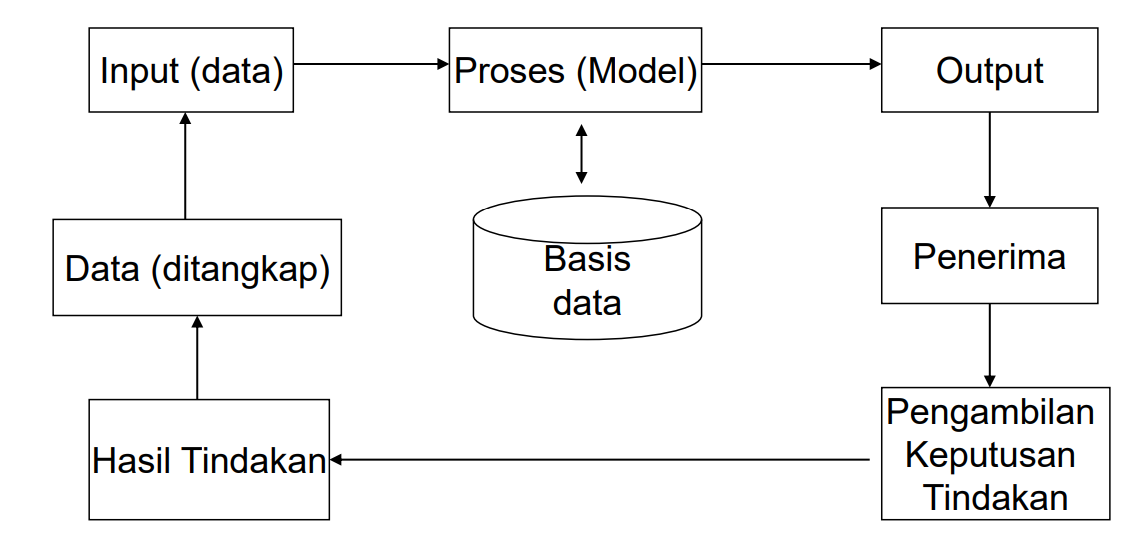 Input (data)
Proses (Model)
Output
Data (ditangkap)
Basis
data
Penerima
Hasil Tindakan
Pengambilan
Keputusan
Tindakan